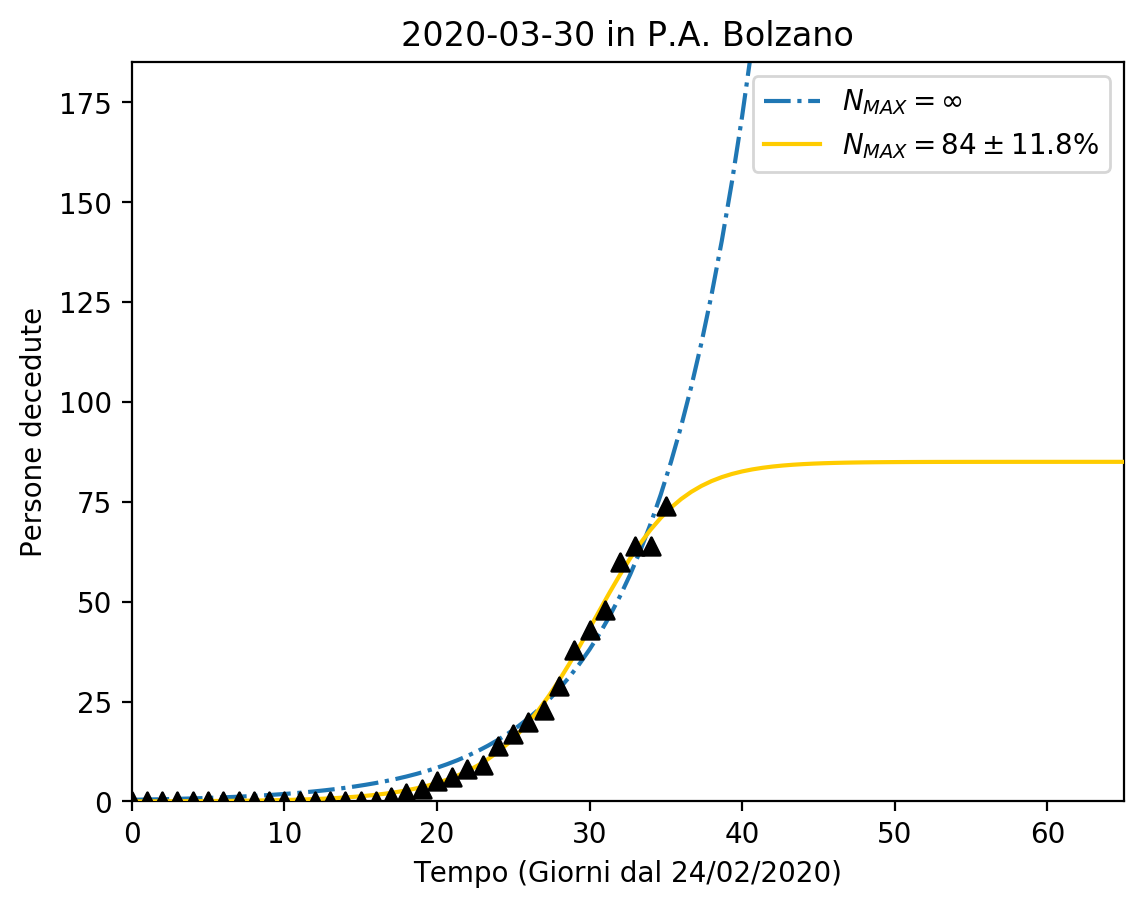 2020-03-30 in P.A. Bolzano
N_MAX = ∞
N_MAX = 84 ± 11.8%
175
150
125
100
75
50
25
0
Persone decedute
0 10 20 30 40 50 60
Tempo (Giorni dal 24/02/2020)